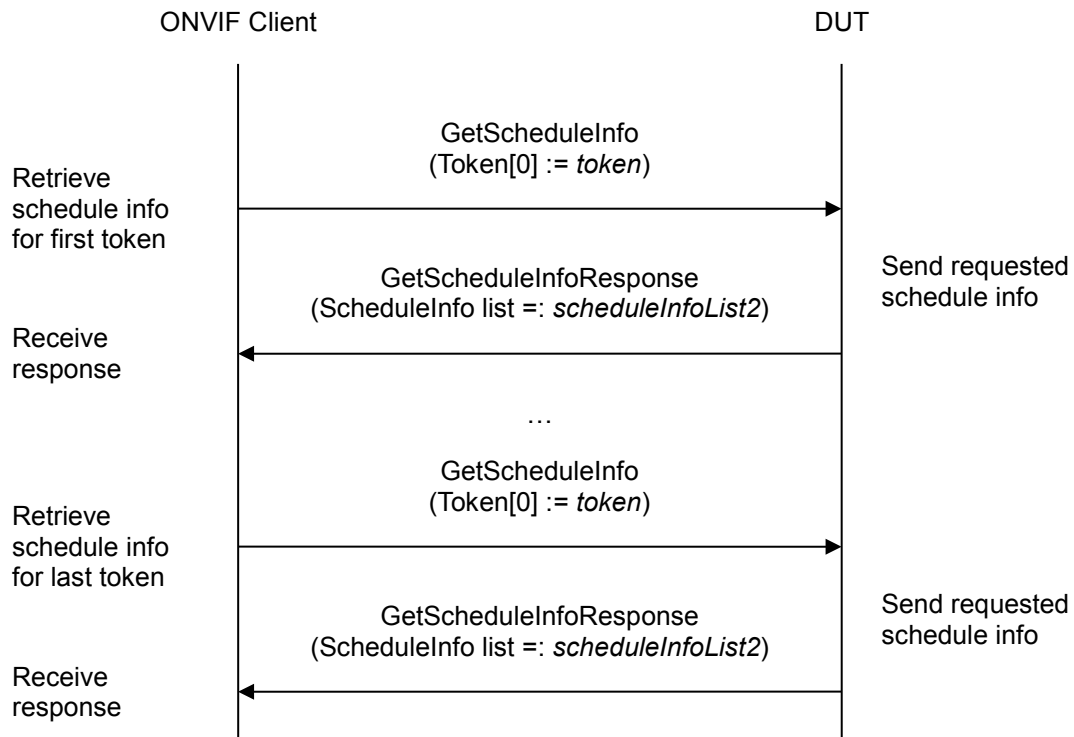 ONVIF Client
DUT
GetScheduleInfo
(Token[0] := token)
Retrieve
schedule info
for first token
GetScheduleInfoResponse
(ScheduleInfo list =: scheduleInfoList2)
Send requested
schedule info
Receive
response
…
GetScheduleInfo
(Token[0] := token)
Retrieve
schedule info
for last token
GetScheduleInfoResponse
(ScheduleInfo list =: scheduleInfoList2)
Send requested
schedule info
Receive
response